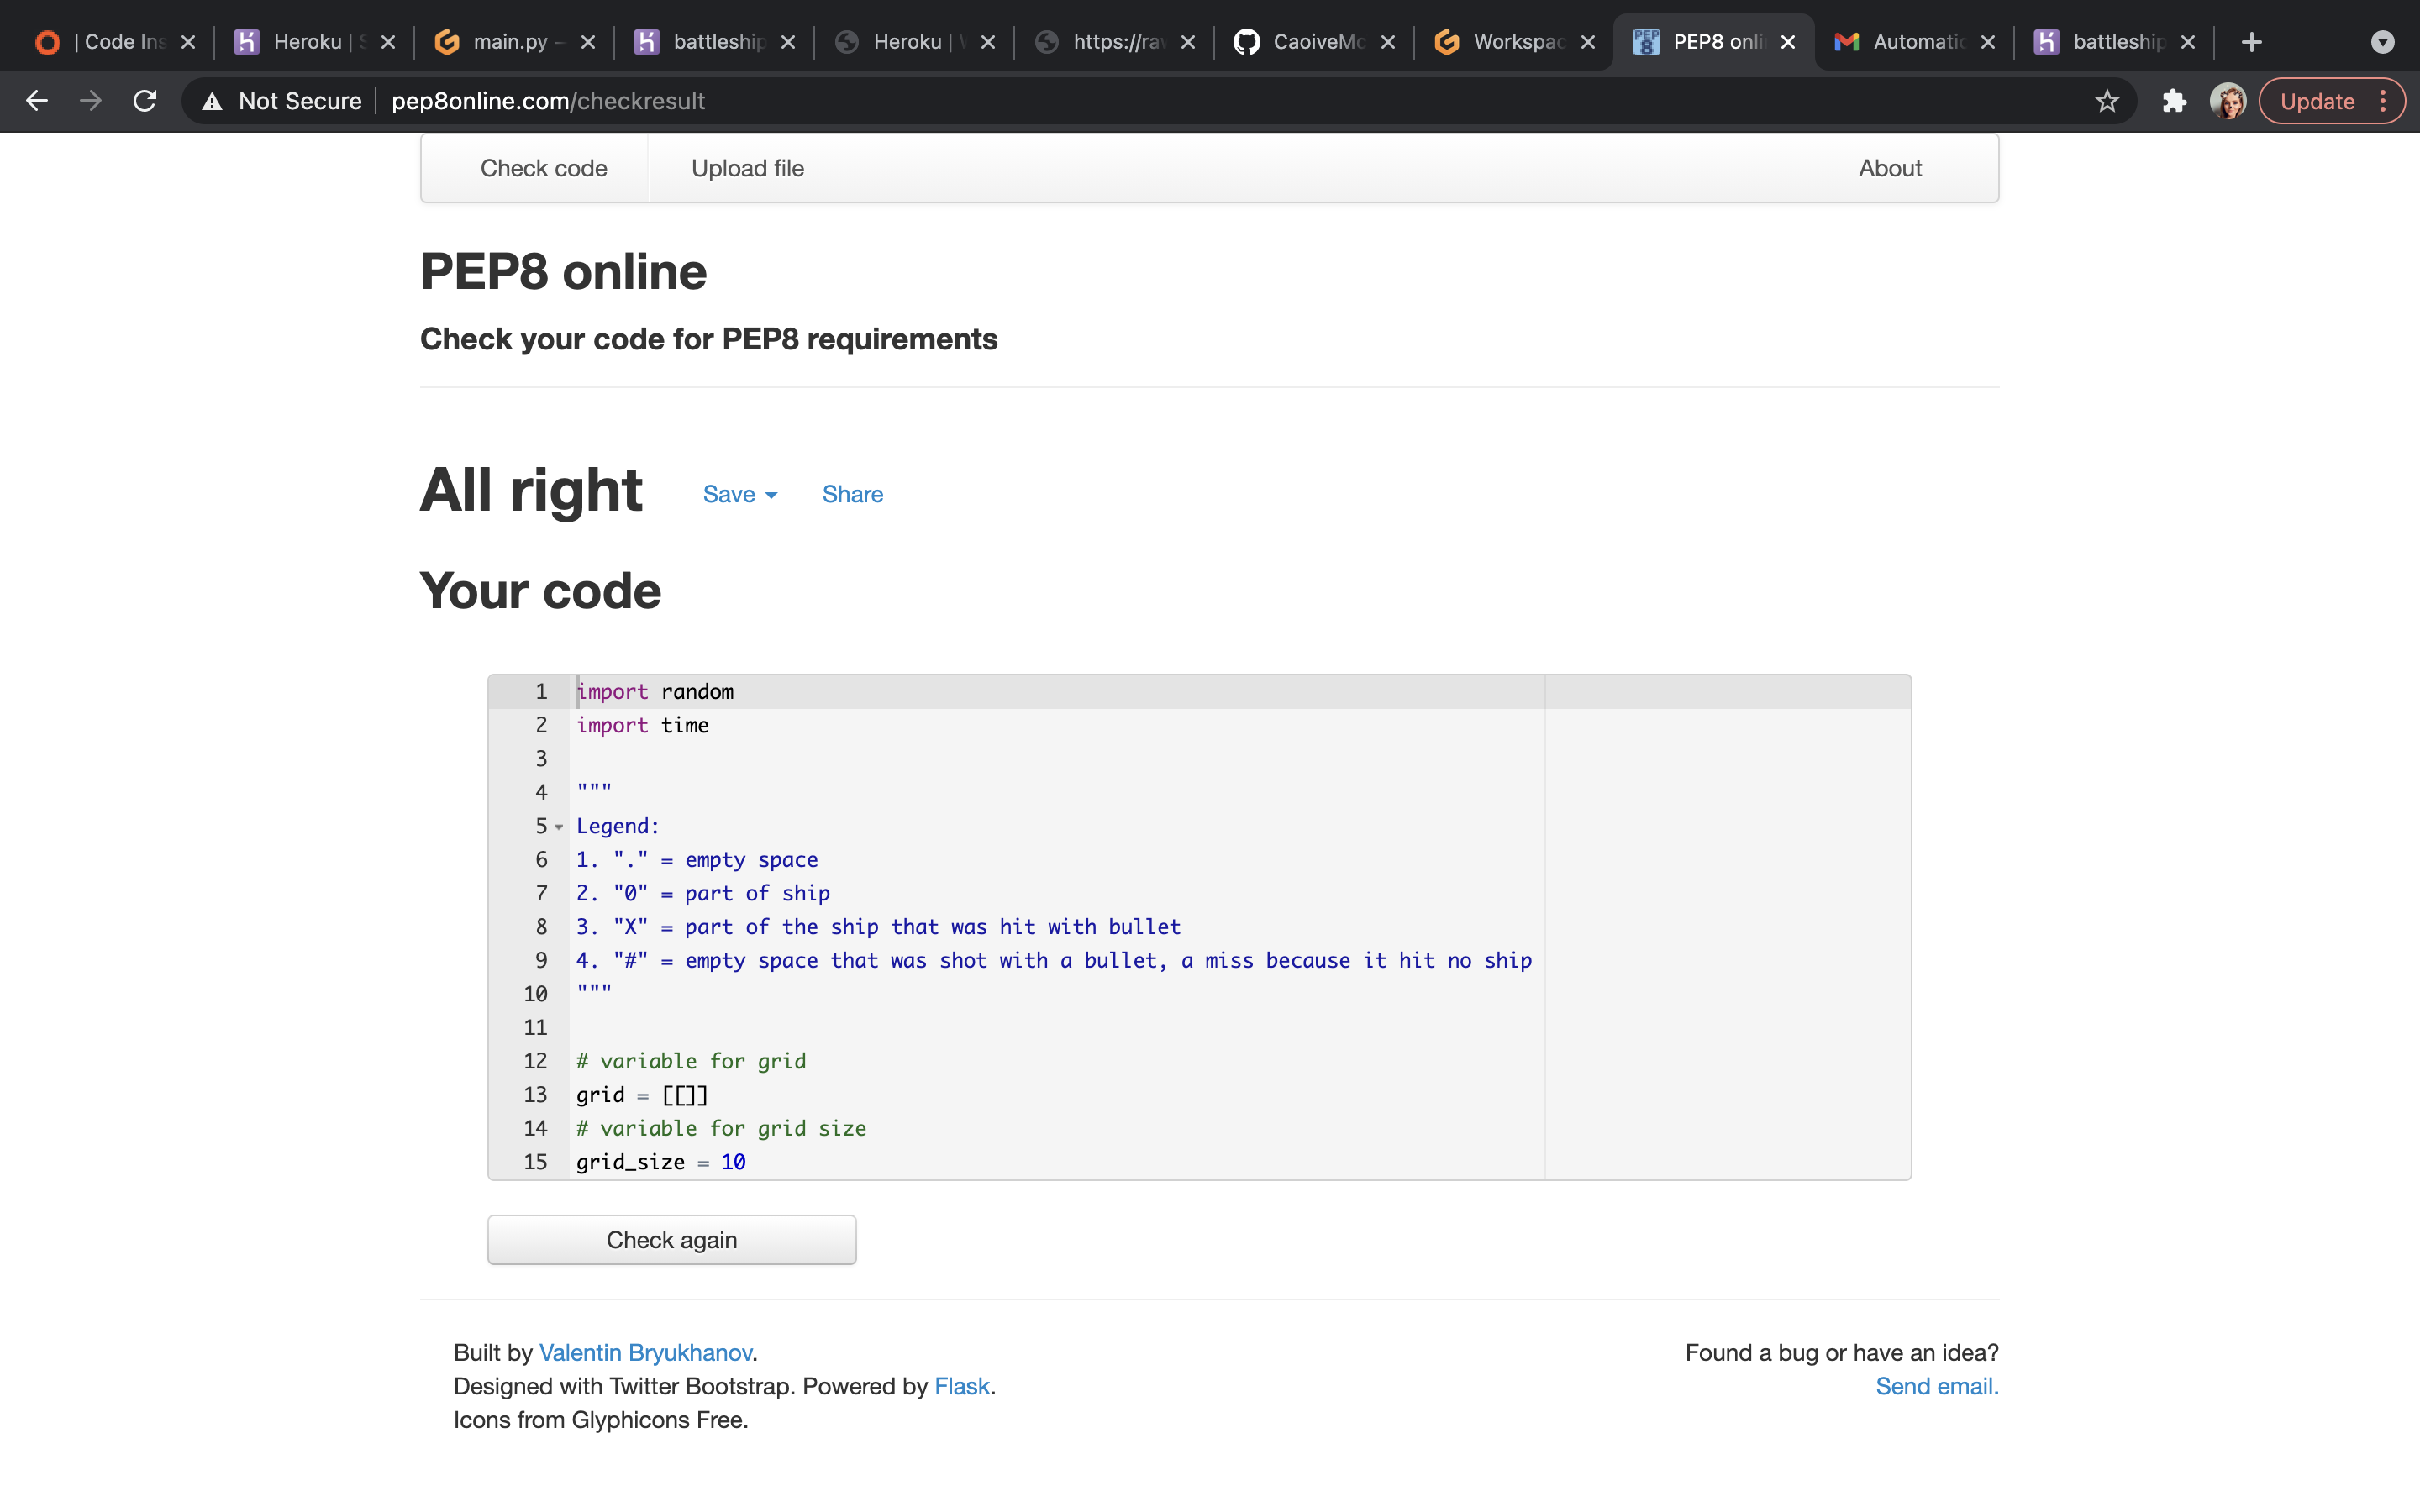 | Code Ins
Heroku | S
main.py –
battleship
Heroku | W
https://rav
CaoiveMc
Workspac
PEP8 onli
Automatic
battleship
Not Secure
pep8online.com/checkresult
Update
Check code
Upload file
About
PEP8 online
Check your code for PEP8 requirements
All right
Save
Share
Your code
1 import random
2 import time
3
4 """
5 Legend:
6 1. "." = empty space
7 2. "0" = part of ship
8 3. "X" = part of the ship that was hit with bullet
9 4. "#" = empty space that was shot with a bullet, a miss because it hit no ship
10 """
11
12 # variable for grid
13 grid = [[]]
14 # variable for grid size
15 grid_size = 10
Check again
Built by Valentin Bryukhanov.
Designed with Twitter Bootstrap. Powered by Flask.
Icons from Glyphicons Free.
Found a bug or have an idea?
Send email.